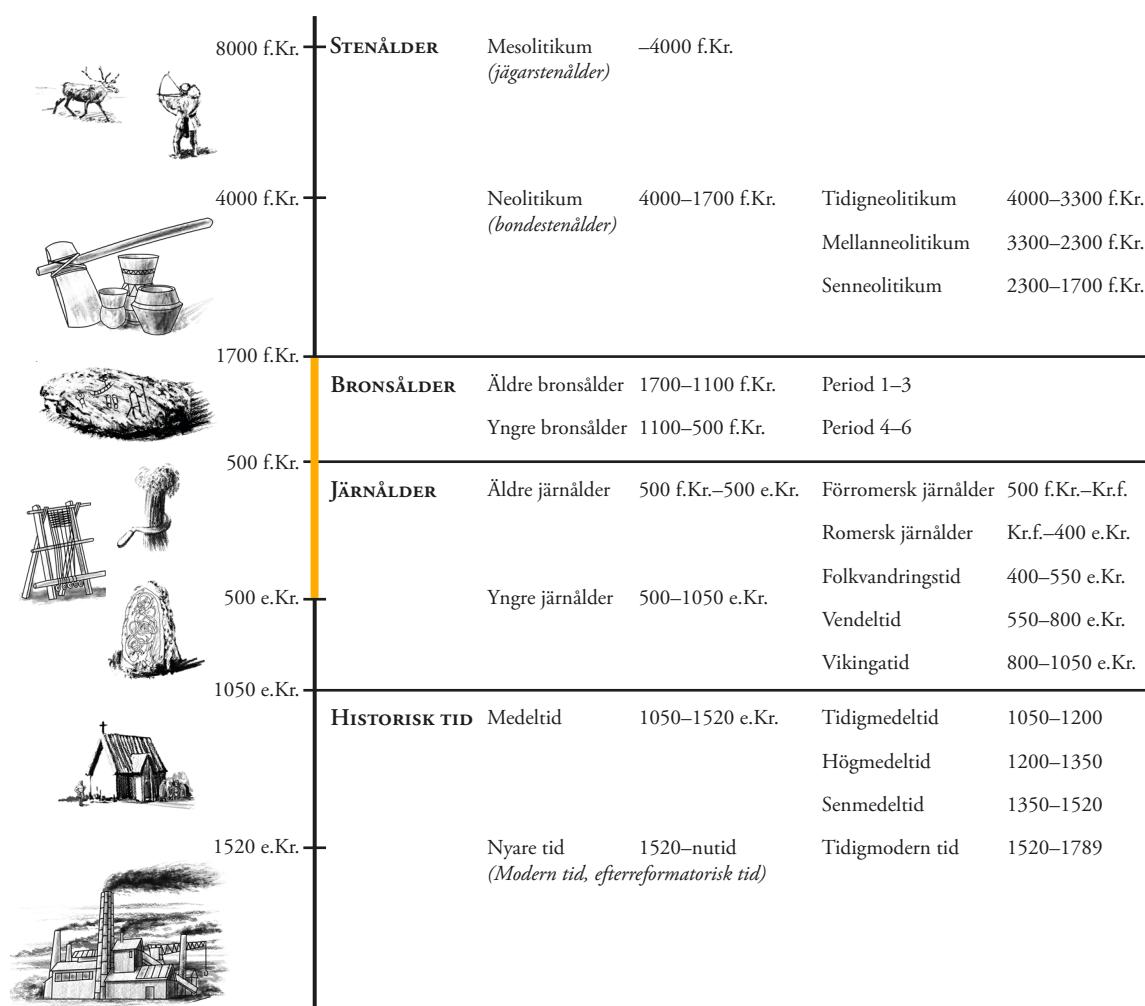 8000 f.Kr. STENÅLDER Mesolitikum –4000 f.Kr.
(jägarstenålder)
4000 f.Kr. Neolitikum 4000–1700 f.Kr. Tidigneolitikum 4000–3300 f.Kr.
(bondestenålder)
Mellanneolitikum 3300–2300 f.Kr.
Senneolitikum 2300–1700 f.Kr.
1700 f.Kr.
BRONSÅLDER Äldre bronsålder 1700–1100 f.Kr. Period 1–3
Yngre bronsålder 1100–500 f.Kr. Period 4–6
500 f.Kr.
JÄRNÅLDER Äldre järnålder 500 f.Kr.–500 e.Kr. Förromersk järnålder 500 f.Kr.–Kr.f.
Romersk järnålder Kr.f.–400 e.Kr.
Folkvandringstid 400–550 e.Kr.
500 e.Kr. Yngre järnålder 500–1050 e.Kr.
Vendeltid 550–800 e.Kr.
Vikingatid 800–1050 e.Kr.
1050 e.Kr.
HISTORISK TID Medeltid 1050–1520 e.Kr. Tidigmedeltid 1050–1200
Högmedeltid 1200–1350
Senmedeltid 1350–1520
1520 e.Kr. Nyare tid 1520–nutid Tidigmodern tid 1520–1789
(Modern tid, efterreformatorisk tid)